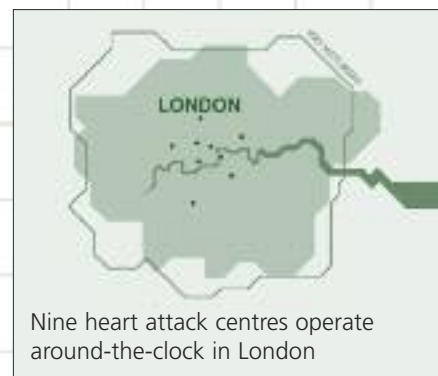 LONDON
Nine heart attack centres operate
around-the-clock in London